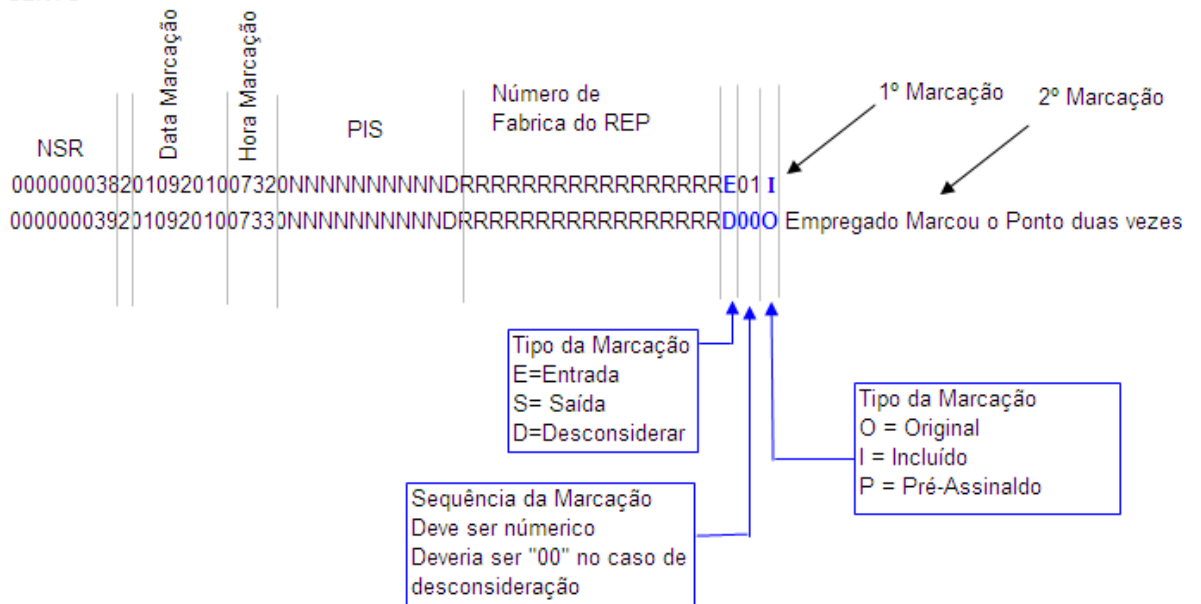 Data Marcação
Hora Marcação
Número de
Fabrica do REP
1º Marcação
2º Marcação
PIS
NSR
00000003820109201007320NNNNNNNNNNDRRRRRRRRRRRRRRRRRE01 I
00000003920109201007330NNNNNNNNNNDRRRRRRRRRRRRRRRRRD00O Empregado Marcou o Ponto duas vezes
Tipo da Marcação
E=Entrada
S= Saída
D=Desconsiderar
Tipo da Marcação
O = Original
I = Incluído
P = Pré-Assinaldo
Sequência da Marcação
Deve ser númerico
Deveria ser "00" no caso de
desconsideração